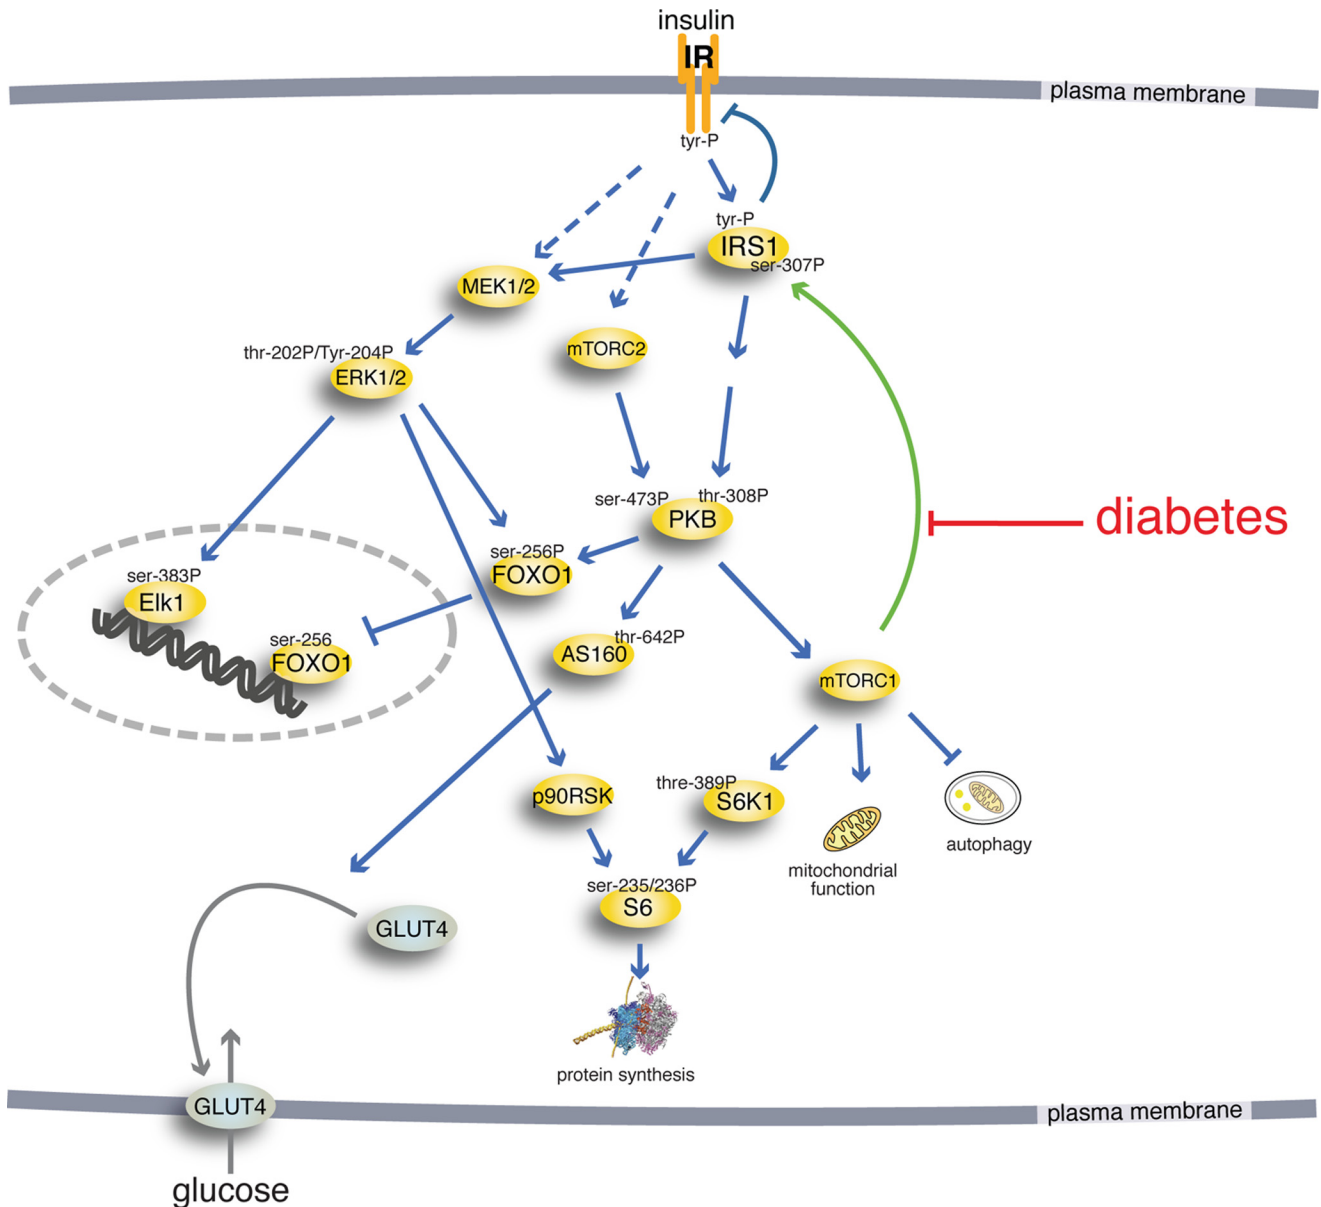 insulin
IR
plasma membrane
tyr-P
tyr-P
IRS1
ser-307P
MEK1/2
mTORC2
thr-202P/Tyr-204P
ERK1/2
ser-473P
thr-308P
PKB
diabetes
ser-256P
FOXO1
ser-383P
Elk1
ser-256
FOXO1
thr-642P
AS160
mTORC1
p90RSK
thre-389P
S6K1
autophagy
mitochondrial
function
ser-235/236P
S6
GLUT4
protein synthesis
GLUT4
plasma membrane
glucose